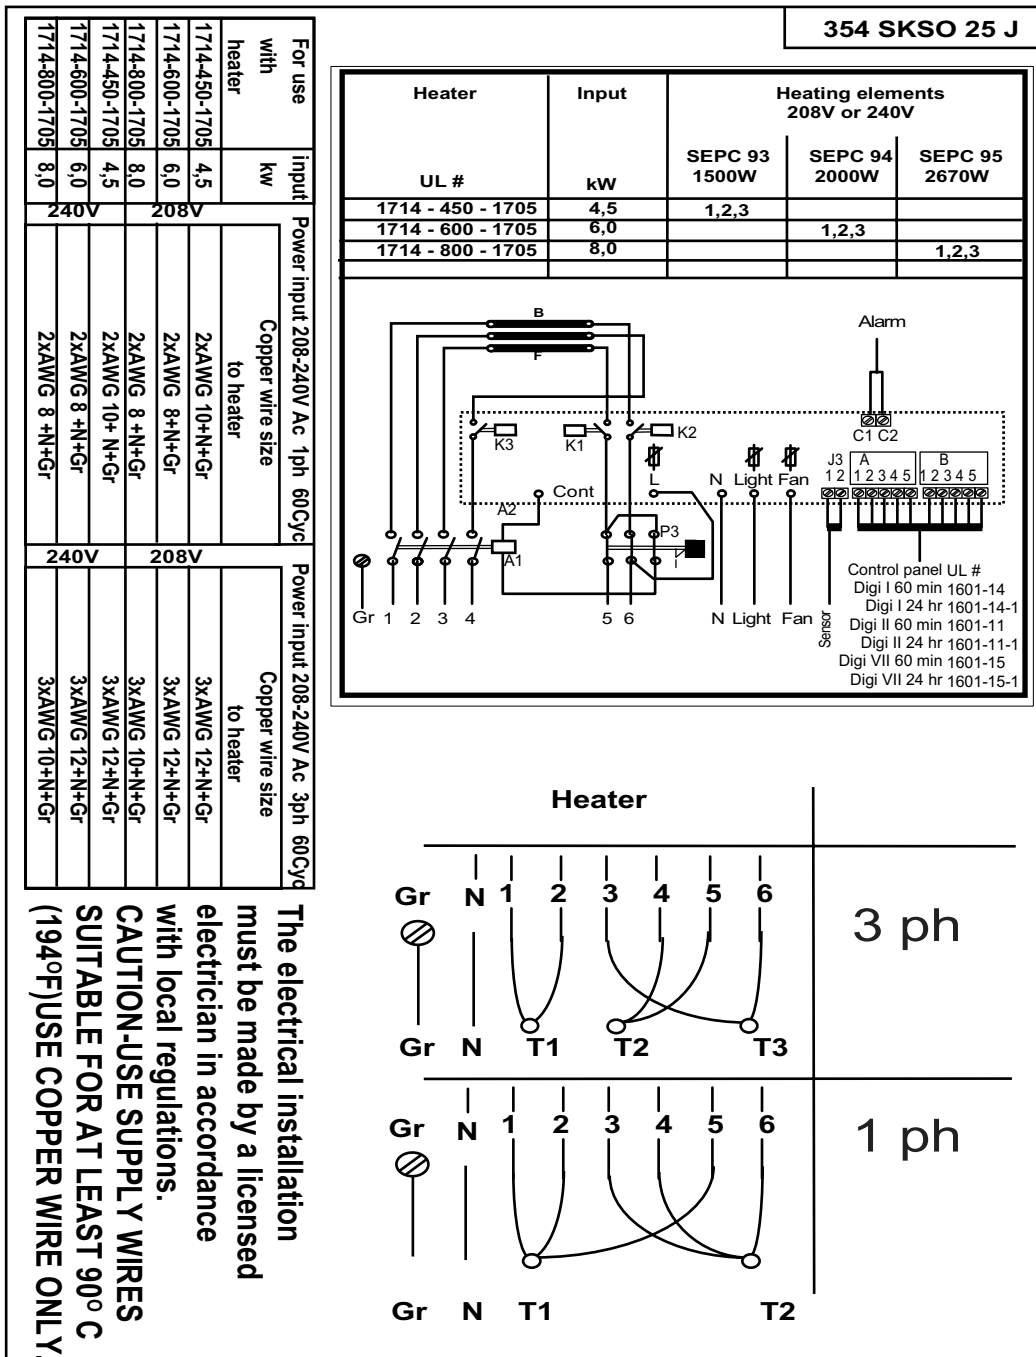 354 SKSO 25 J
For use with heater
input kw
Power input 208-240V Ac 1ph 60Cyc
Copper wire size to heater
Power input 208-240V Ac 3ph 60Cyc
Copper wire size to heater
208V
208V
1714-450-1705 4,5 2xAWG 10+N+Gr 3xAWG 12+N+Gr
1714-600-1705 6,0 2xAWG 8+N+Gr 3xAWG 12+N+Gr
1714-800-1705 8,0 2xAWG 8 +N+Gr 3xAWG 10+N+Gr
240V
240V
1714-450-1705 4,5 2xAWG 10+ N+Gr 3xAWG 12+N+Gr
1714-600-1705 6,0 2xAWG 8 +N+Gr 3xAWG 12+N+Gr
1714-800-1705 8,0 2xAWG 8 +N+Gr 3xAWG 10+N+Gr
The electrical installation
must be made by a licensed
electrician in accordance
with local regulations.
CAUTION-USE SUPPLY WIRES
SUITABLE FOR AT LEAST 90º C
(194ºF)USE COPPER WIRE ONLY.
Heater Input Heating elements
208V or 240V
SEPC 93 SEPC 94 SEPC 95
1500W 2000W 2670W
UL # kW
1714 - 450 - 1705 4,5 1,2,3
1714 - 600 - 1705 6,0 1,2,3
1714 - 800 - 1705 8,0 1,2,3
B
F
Alarm
C1 C2
K3 K1 K2
J3 A B
1 2 1 2 3 4 5 1 2 3 4 5
L N Light Fan
Cont
A2
P3
A1
i
Gr 1 2 3 4 5 6 N Light Fan
Sensor
Control panel UL #
Digi I 60 min 1601-14
Digi I 24 hr 1601-14-1
Digi II 60 min 1601-11
Digi II 24 hr 1601-11-1
Digi VII 60 min 1601-15
Digi VII 24 hr 1601-15-1
Heater
Gr N 1 2 3 4 5 6
3 ph
Gr N T1 T2 T3
Gr N 1 2 3 4 5 6
1 ph
Gr N T1 T2